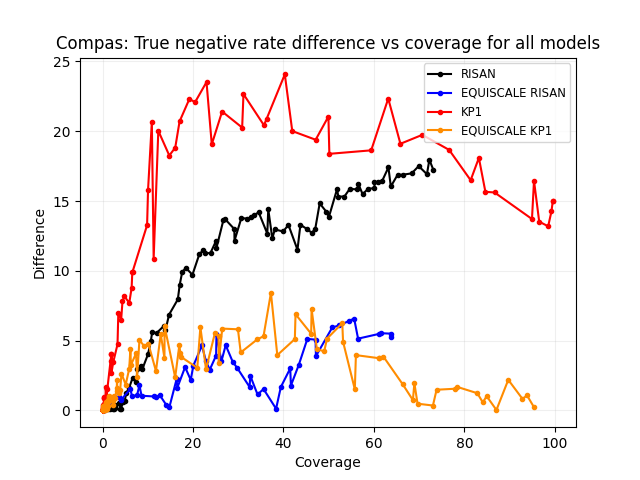 Compas: True negative rate difference vs coverage for all models
RISAN
EQUISCALE RISAN
KP1
EQUISCALE KP1
Difference
25
20
15
10
5
0
0 20 40 60 80 100
Coverage